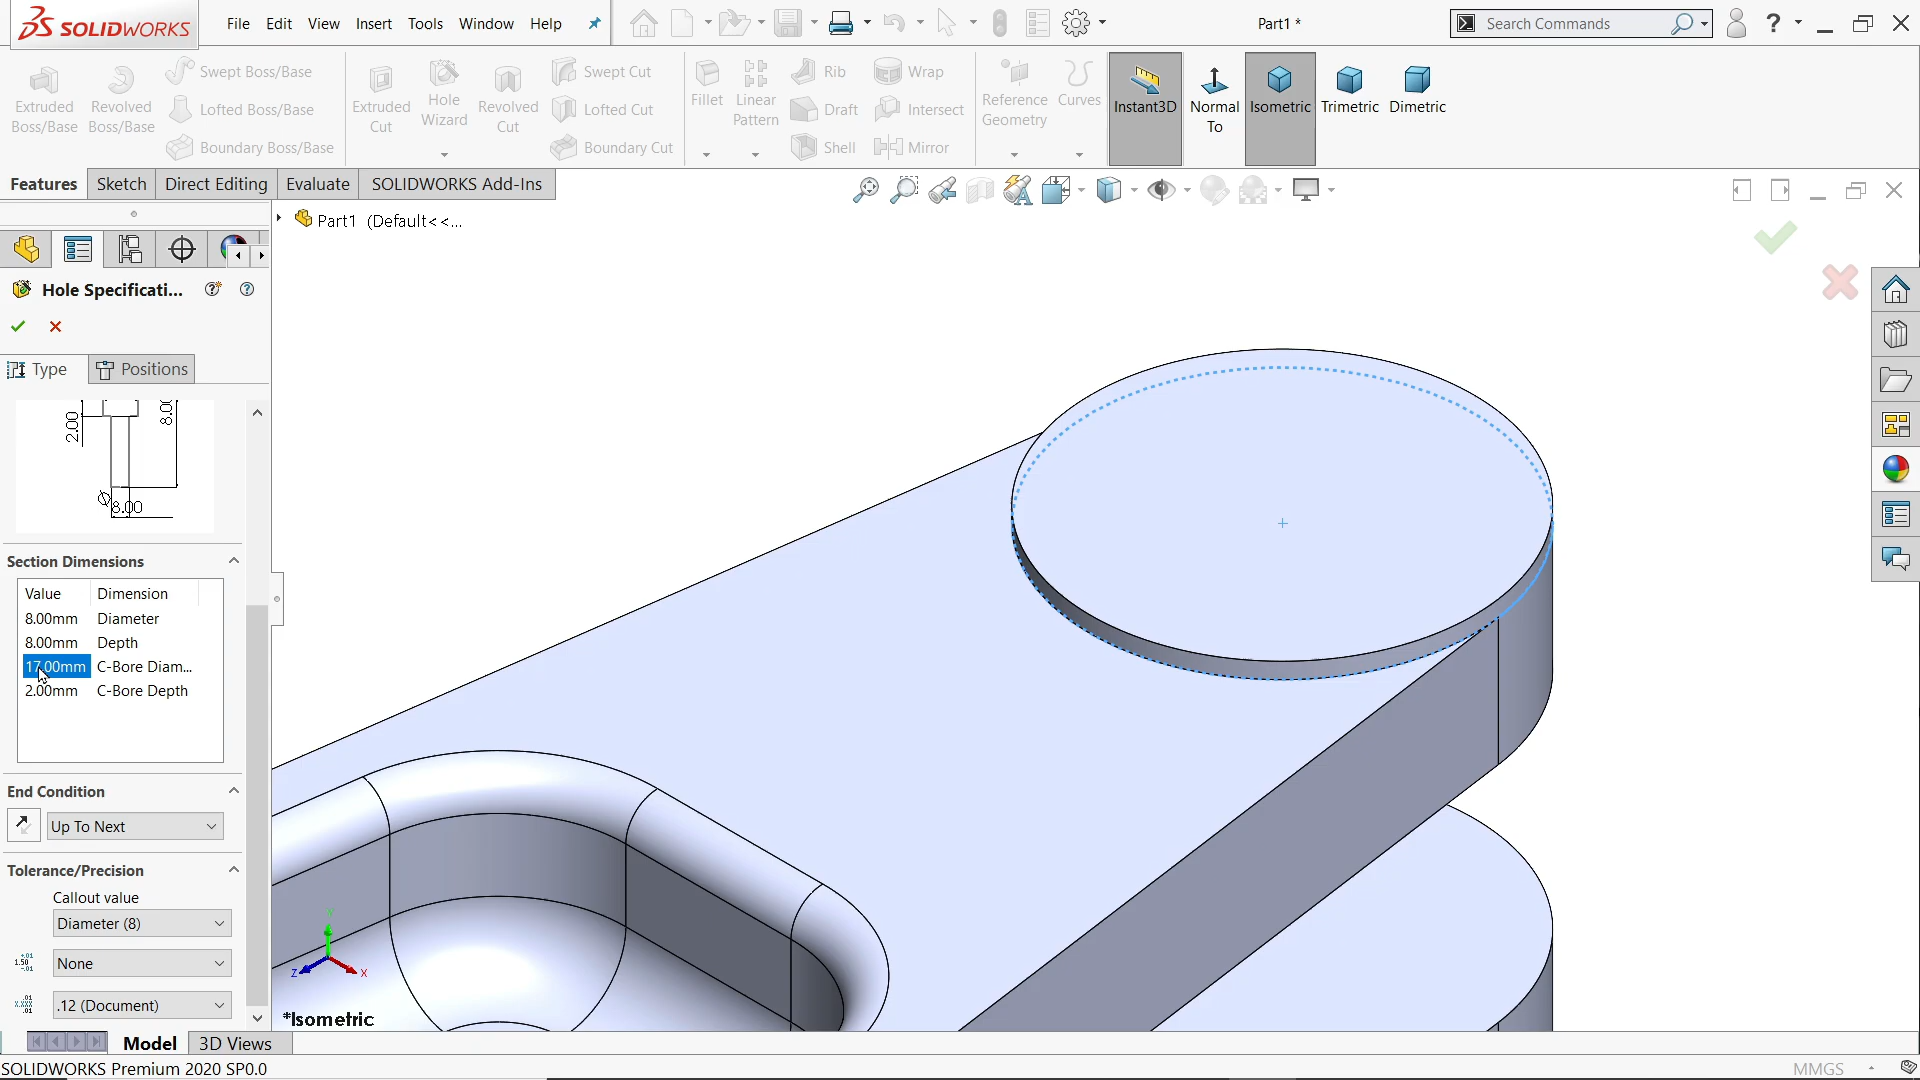 SOLIDWORKS
File Edit View Insert Tools Window Help
Part1 *
Search Commands
?
Extruded Boss/Base
Revolved Boss/Base
Swept Boss/Base
Lofted Boss/Base
Boundary Boss/Base
Extruded Cut
Hole Wizard
Revolved Cut
Swept Cut
Lofted Cut
Boundary Cut
Fillet
Linear Pattern
Rib
Draft
Shell
Wrap
Intersect
Mirror
Reference Geometry
Curves
Instant3D
Normal To
Isometric
Trimetric
Dimetric
Features Sketch Direct Editing Evaluate SOLIDWORKS Add-Ins
Part1 (Default<<...
Hole Specificati...
Type Positions
2.00
8.00
Section Dimensions
Value Dimension
8.00mm Diameter
8.00mm Depth
17.00mm C-Bore Diam...
2.00mm C-Bore Depth
End Condition
Up To Next
Tolerance/Precision
Callout value
Diameter (8)
None
.12 (Document)
Y
Z X
*Isometric
Model 3D Views
SOLIDWORKS Premium 2020 SP0.0
MMGS